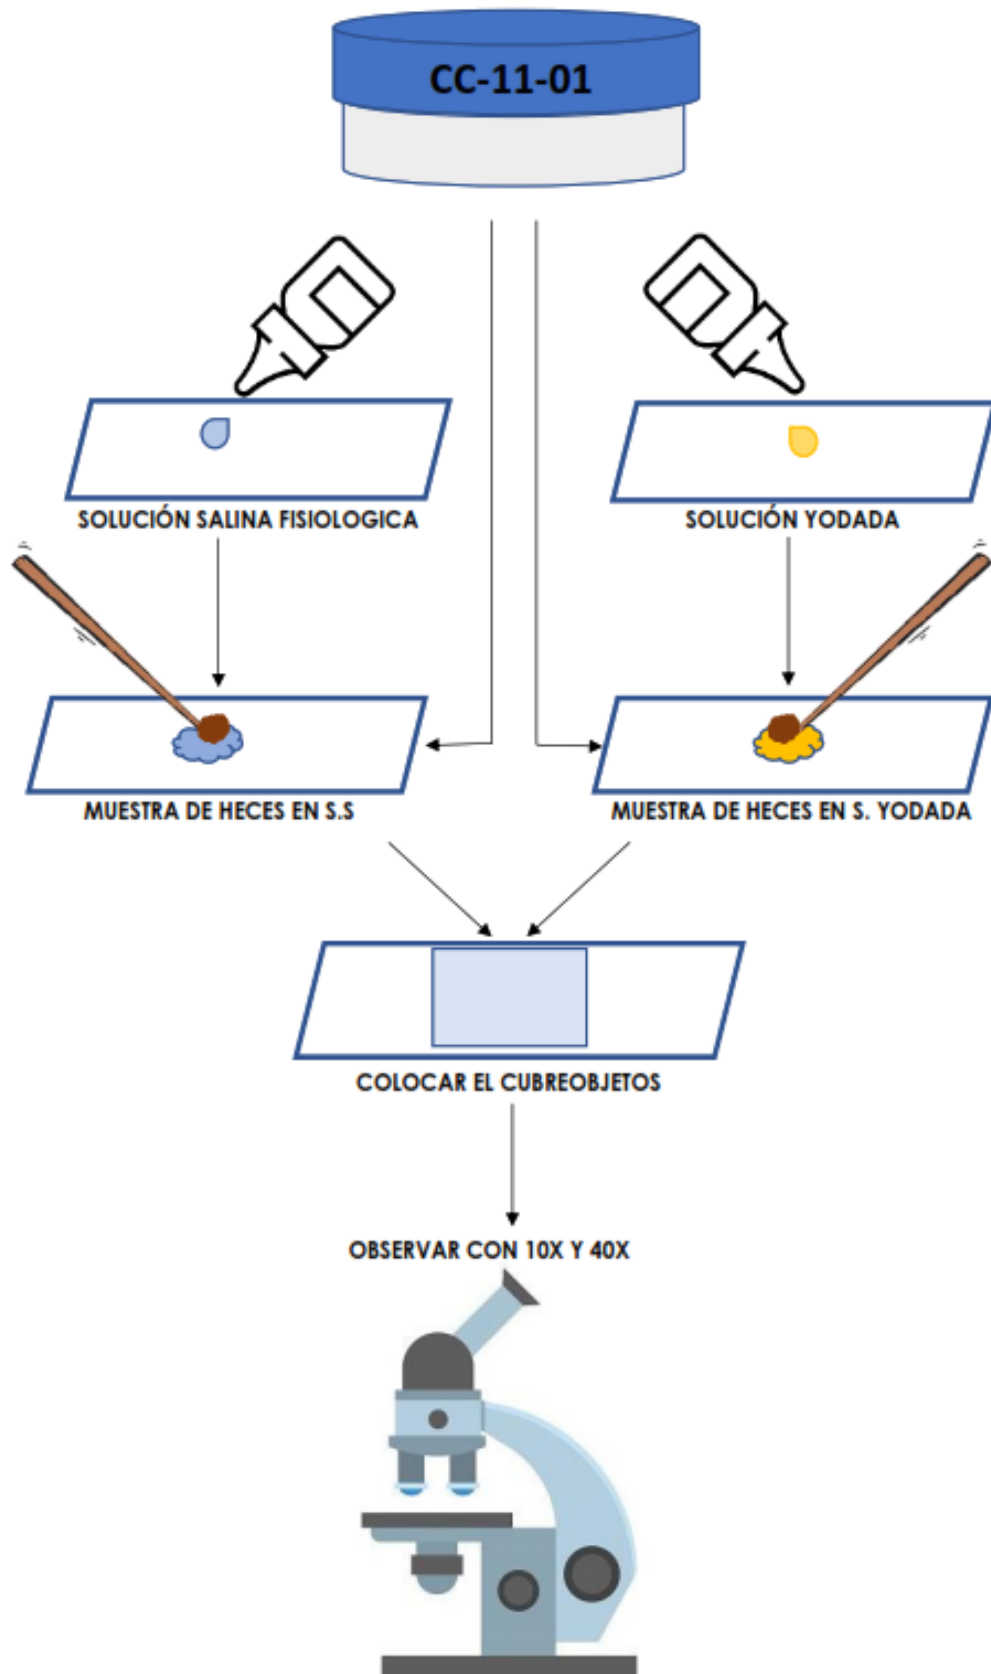 CC-11-01
SOLUCIÓN SALINA FISIOLOGICA
SOLUCIÓN YODADA
MUESTRA DE HECES EN S.S
MUESTRA DE HECES EN S. YODADA
COLOCAR EL CUBREOBJETOS
OBSERVAR CON 10X Y 40X